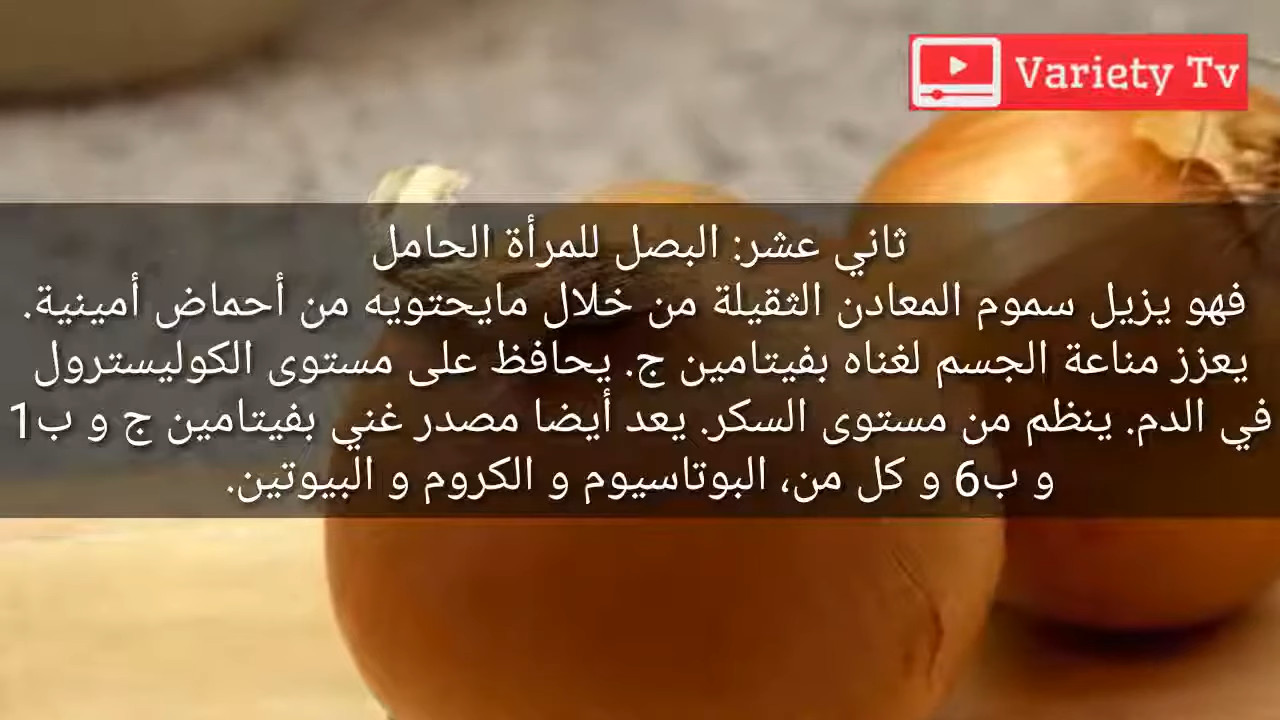 Variety Tv
ثاني عشر: البصل للمرأة الحامل
فهو يزيل سموم المعادن الثقيلة من خلال مايحتويه من أحماض أمينية.
يعزز مناعة الجسم لغناه بفيتامين ج. يحافظ على مستوى الكوليسترول
في الدم. ينظم من مستوى السكر. يعد أيضا مصدر غني بفيتامين ج و ب1
و ب6 و كل من، البوتاسيوم و الكروم و البيوتين.